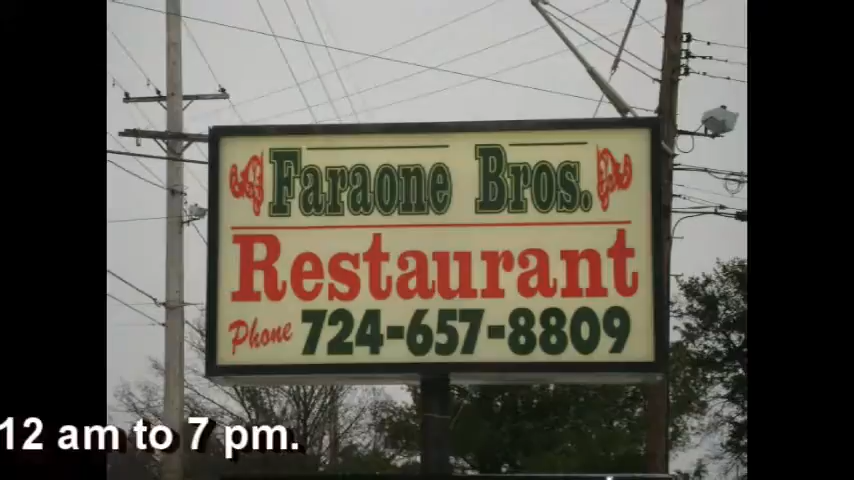 Faraone Bros.
Restaurant
Phone 724-657-8809
12 am to 7 pm.